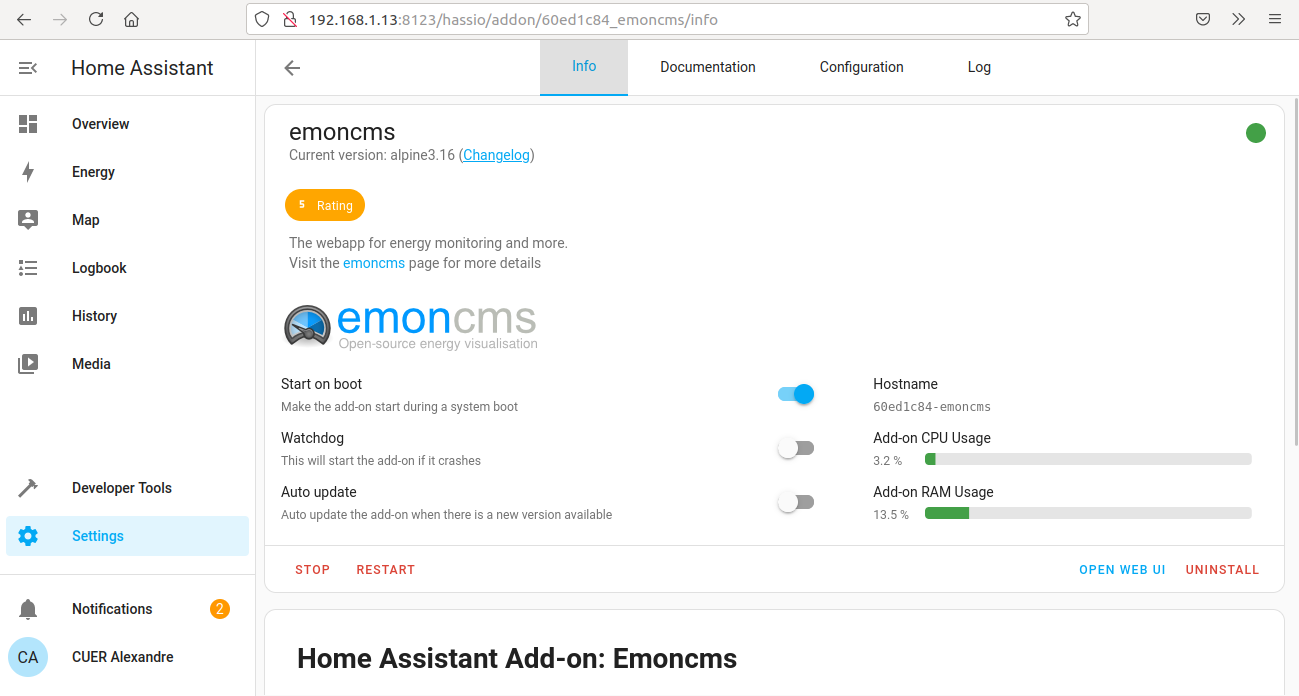 192.168.1.13:8123/hassio/addon/60ed1c84_emoncms/info
Home Assistant
Info
Documentation
Configuration
Log
Overview
Energy
Map
Logbook
History
Media
Developer Tools
Settings
Notifications
2
CA
CUER Alexandre
emoncms
Current version: alpine3.16 (Changelog)
5 Rating
The webapp for energy monitoring and more.
Visit the emoncms page for more details
emoncms
Open-source energy visualisation
Start on boot
Make the add-on start during a system boot
Watchdog
This will start the add-on if it crashes
Auto update
Auto update the add-on when there is a new version available
Hostname
60ed1c84-emoncms
Add-on CPU Usage
3.2 %
Add-on RAM Usage
13.5 %
STOP
RESTART
OPEN WEB UI
UNINSTALL
Home Assistant Add-on: Emoncms